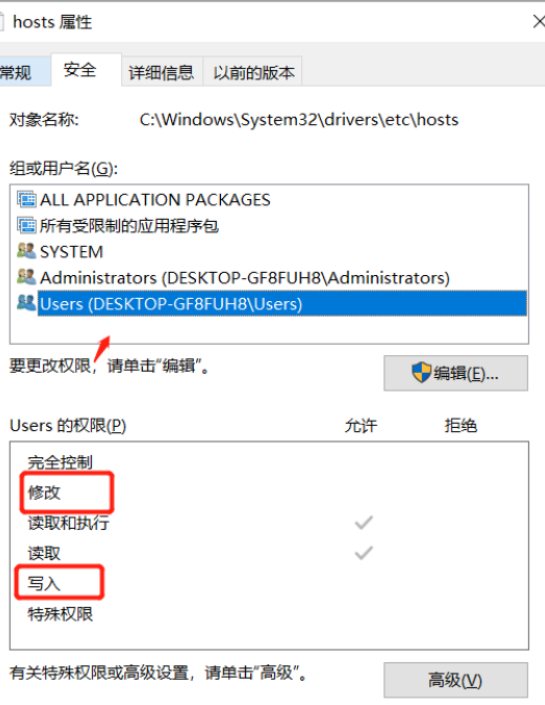 hosts 属性
常规 安全 详细信息 以前的版本
对象名称: C:\Windows\System32\drivers\etc\hosts
组或用户名(G):
ALL APPLICATION PACKAGES
所有受限制的应用程序包
SYSTEM
Administrators (DESKTOP-GF8FUH8\Administrators)
Users (DESKTOP-GF8FUH8\Users)
要更改权限，请单击“编辑”。 编辑(E)...
Users 的权限(P) 允许 拒绝
完全控制
修改
读取和执行
读取
写入
特殊权限
有关特殊权限或高级设置，请单击“高级”。 高级(V)